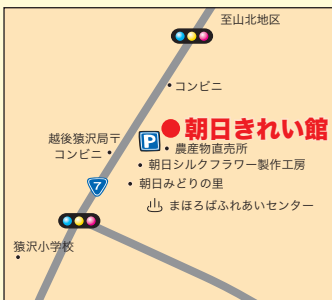 至山北地区
コンビニ
朝日きれい館
越後猿沢局〒
P
農産物直売所
コンビニ
朝日シルクフラワー製作工房
7
朝日みどりの里
まほろばふれあいセンター
猿沢小学校